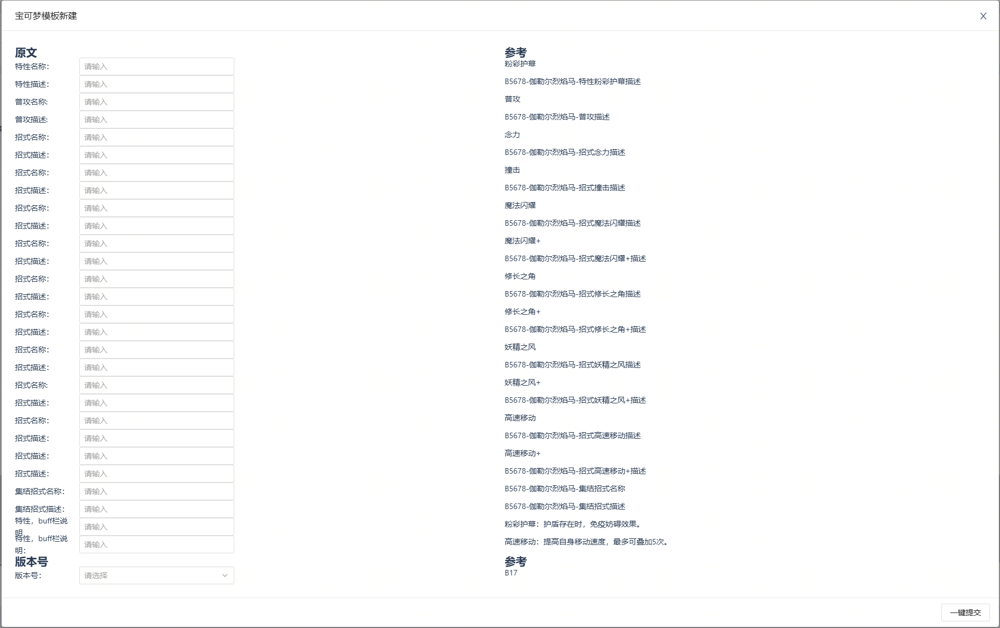 宝可梦模板新建
X
原文
参考
特性名称：
请输入
粉彩护幕
特性描述：
请输入
B5678-伽勒尔烈焰马-特性粉彩护幕描述
普攻名称:
请输入
普攻
普攻描述:
请输入
B5678-伽勒尔烈焰马-普攻描述
招式名称：
请输入
念力
招式描述：
请输入
B5678-伽勒尔烈焰马-招式念力描述
招式名称：
请输入
撞击
招式描述：
请输入
B5678-伽勒尔烈焰马-招式撞击描述
招式名称：
请输入
魔法闪耀
招式描述：
请输入
B5678-伽勒尔烈焰马-招式魔法闪耀描述
招式名称：
请输入
魔法闪耀+
招式描述：
请输入
B5678-伽勒尔烈焰马-招式魔法闪耀+描述
招式名称：
请输入
修长之角
招式描述：
请输入
B5678-伽勒尔烈焰马-招式修长之角描述
招式名称：
请输入
修长之角+
招式描述：
请输入
B5678-伽勒尔烈焰马-招式修长之角+描述
招式名称：
请输入
妖精之风
招式描述：
请输入
B5678-伽勒尔烈焰马-招式妖精之风描述
招式名称:
请输入
妖精之风+
招式描述：
请输入
B5678-伽勒尔烈焰马-招式妖精之风+描述
招式名称：
请输入
高速移动
招式描述：
请输入
B5678-伽勒尔烈焰马-招式高速移动描述
招式描述：
请输入
高速移动+
招式描述：
请输入
B5678-伽勒尔烈焰马-招式高速移动+描述
集结招式名称：
请输入
B5678-伽勒尔烈焰马-集结招式名称
集结招式描述：
请输入
B5678-伽勒尔烈焰马-集结招式描述
特性，buff栏说
明
请输入
粉彩护幕：护盾存在时，免疫妨碍效果。
特性，buff栏说
明：
请输入
高速移动：提高自身移动速度，最多可叠加5次。
版本号
参考
版本号：
请选择
B17
一键提交